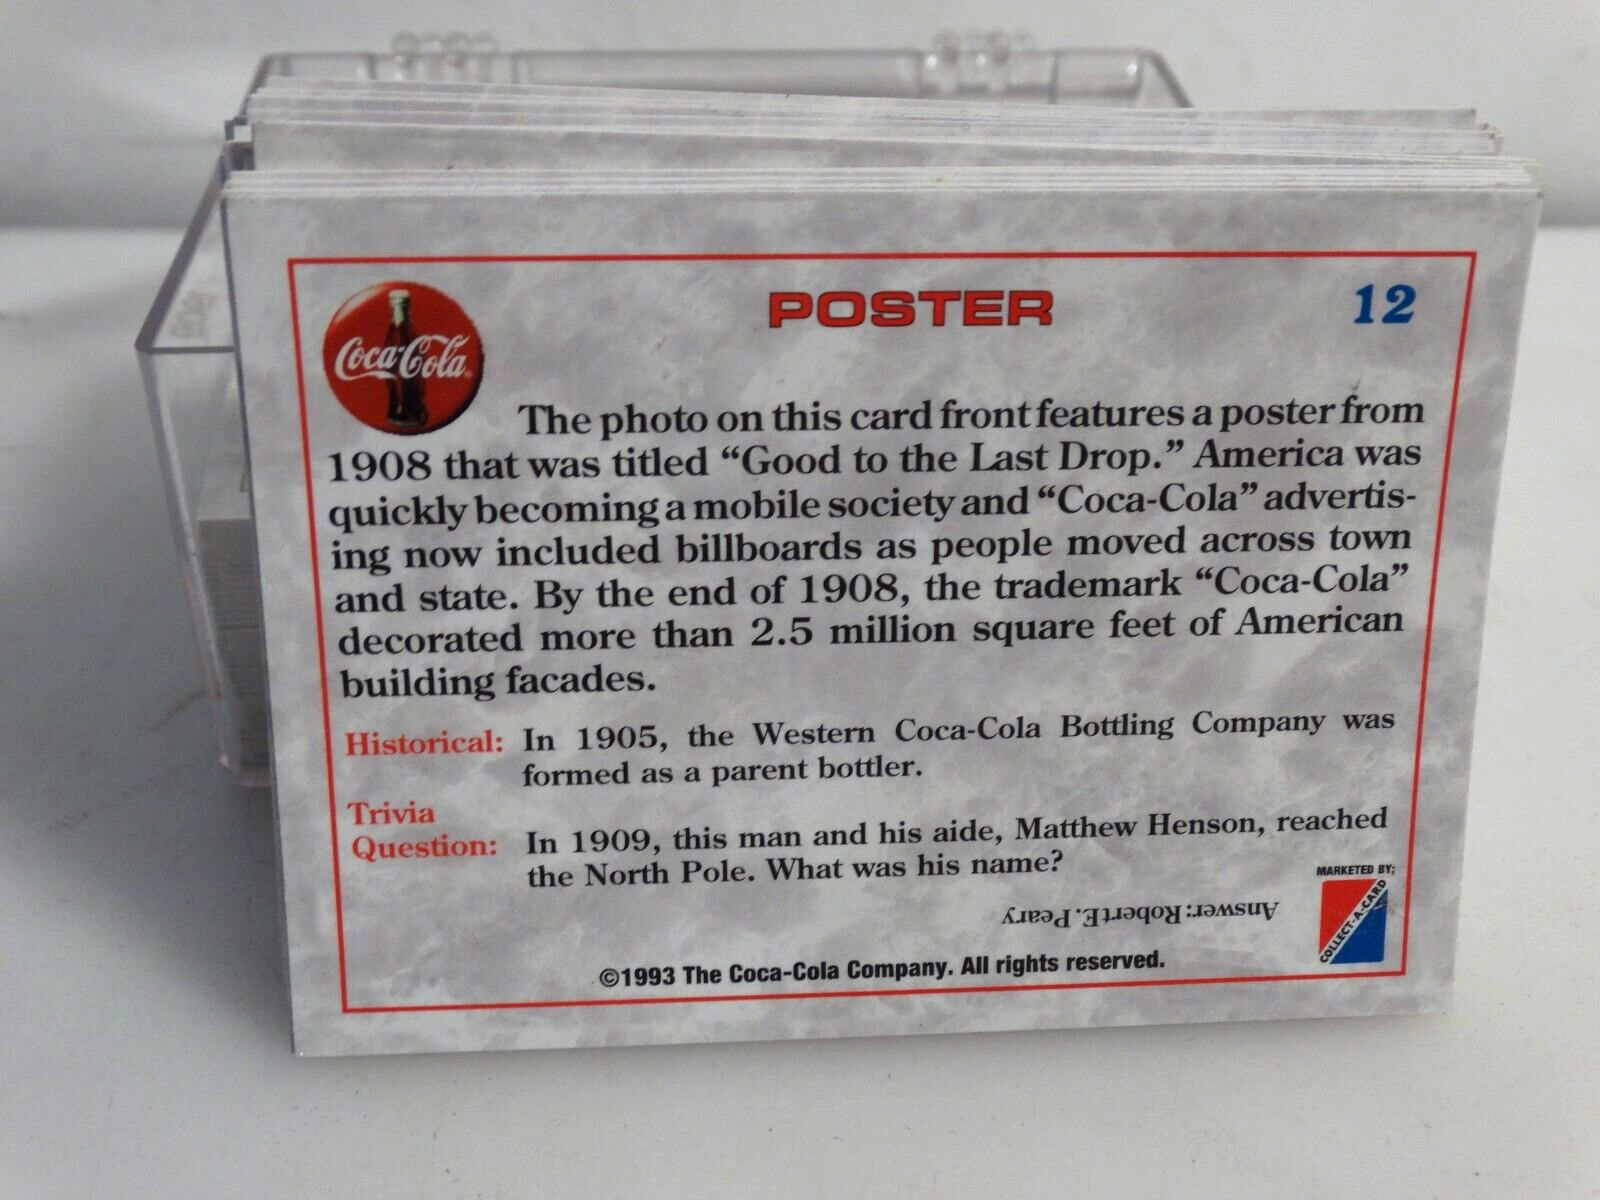 POSTER
12
Coca-Cola
The photo on this card front features a poster from
1908 that was titled “Good to the Last Drop.” America was
quickly becoming a mobile society and “Coca-Cola” advertis-
ing now included billboards as people moved across town
and state. By the end of 1908, the trademark “Coca-Cola”
decorated more than 2.5 million square feet of American
building facades.
Historical: In 1905, the Western Coca-Cola Bottling Company was
formed as a parent bottler.
Trivia
Question: In 1909, this man and his aide, Matthew Henson, reached
the North Pole. What was his name?
MARKETED BY;
COLLECT-A-CARD
Answer: Robert E. Peary
©1993 The Coca-Cola Company. All rights reserved.